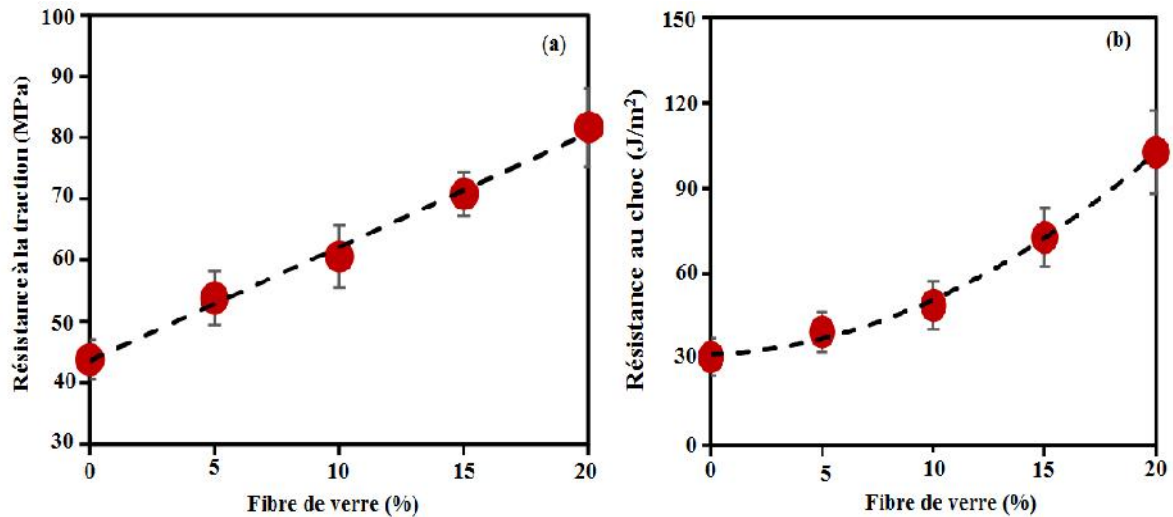 (a)
Résistance à la traction (MPa)
100
90
80
70
60
50
40
30
0 5 10 15 20
Fibre de verre (%)
(b)
Résistance au choc (J/m²)
150
120
90
60
30
0
0 5 10 15 20
Fibre de verre (%)